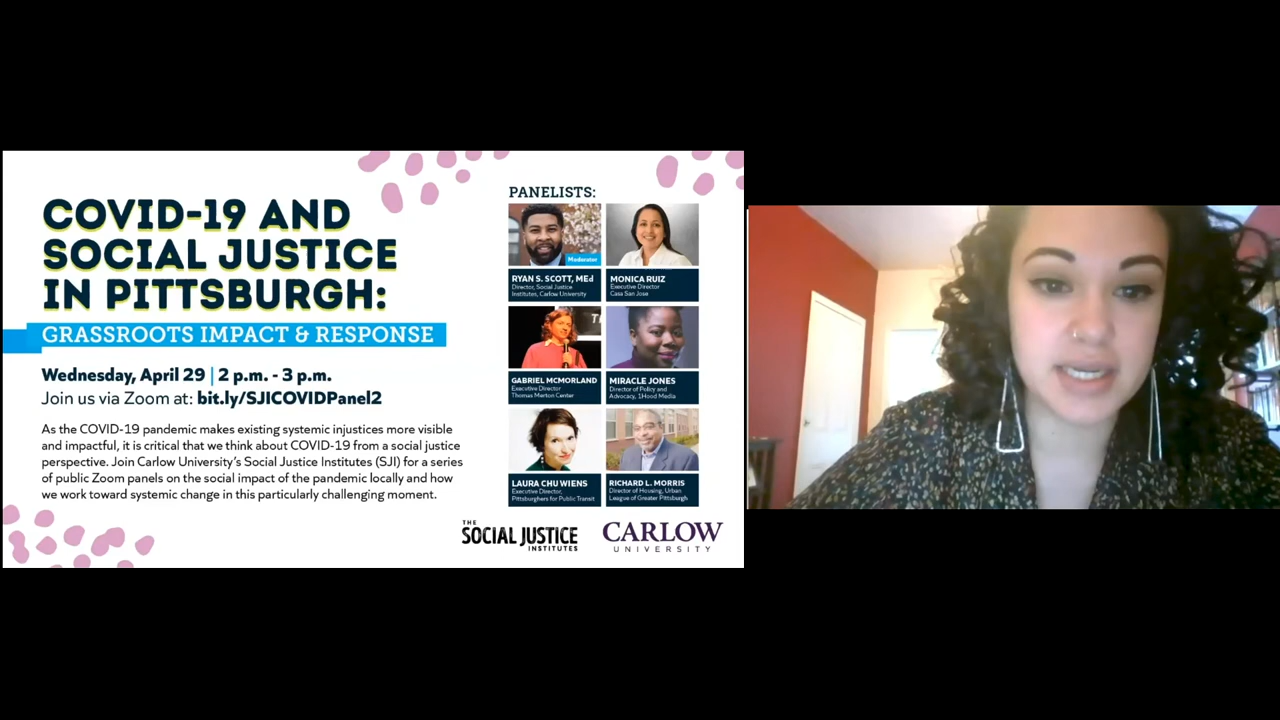 COVID-19 AND
SOCIAL JUSTICE
IN PITTSBURGH:
GRASSROOTS IMPACT & RESPONSE
Wednesday, April 29 | 2 p.m. - 3 p.m.
Join us via Zoom at: bit.ly/SJICOVIDPanel2
As the COVID-19 pandemic makes existing systemic injustices more visible
and impactful, it is critical that we think about COVID-19 from a social justice
perspective. Join Carlow University's Social Justice Institutes (SJI) for a series
of public Zoom panels on the social impact of the pandemic locally and how
we work toward systemic change in this particularly challenging moment.
PANELISTS:
Moderator
RYAN S. SCOTT, MEd
Director, Social Justice
Institutes, Carlow University
MONICA RUIZ
Executive Director
Casa San Jose
GABRIEL MCMORLAND
Executive Director
Thomas Merton Center
MIRACLE JONES
Director of Policy and
Advocacy, 1Hood Media
LAURA CHU WIENS
Executive Director,
Pittsburghers for Public Transit
RICHARD L. MORRIS
Director of Housing, Urban
League of Greater Pittsburgh
THE
SOCIAL JUSTICE
INSTITUTES
CARLOW
UNIVERSITY